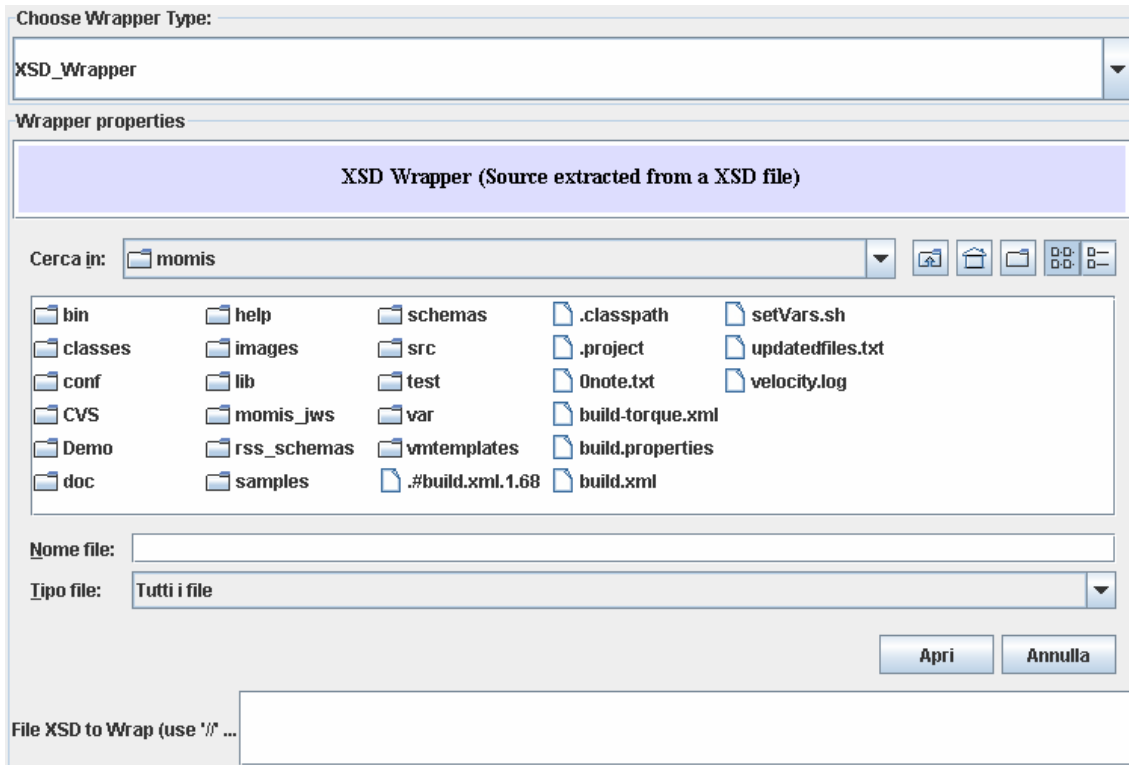 Choose Wrapper Type:
XSD_Wrapper
Wrapper properties
XSD Wrapper (Source extracted from a XSD file)
Cerca in: momis
bin help schemas .classpath setVars.sh
classes images src .project updatedfiles.txt
conf lib test 0note.txt velocity.log
CVS momis_jws var build-torque.xml
Demo rss_schemas vmtemplates build.properties
doc samples .#build.xml.1.68 build.xml
Nome file:
Tipo file: Tutti i file
Apri Annulla
File XSD to Wrap (use '//' ...